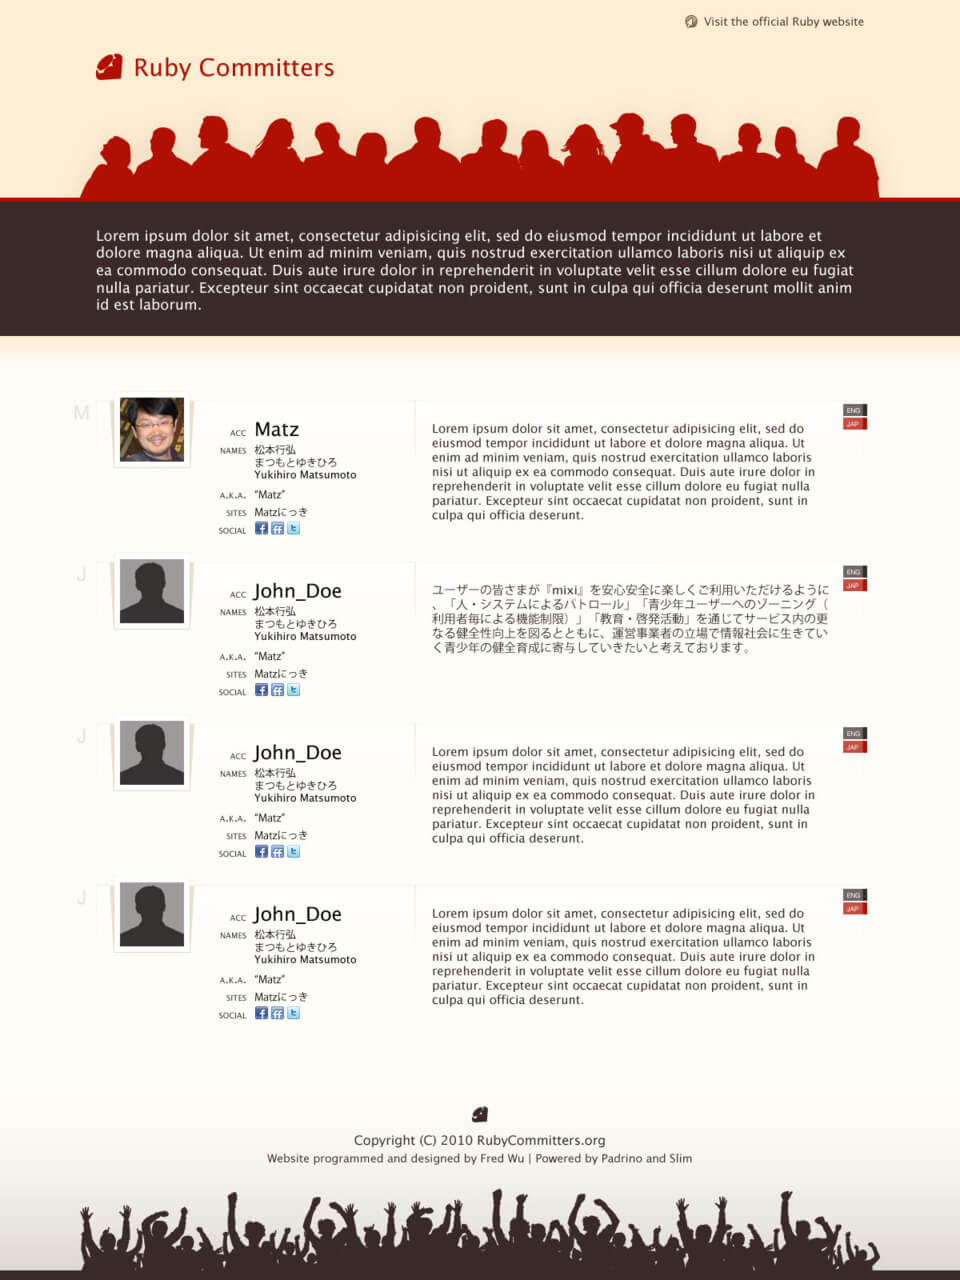 Visit the official Ruby website
Ruby Committers
Lorem ipsum dolor sit amet, consectetur adipisicing elit, sed do eiusmod tempor incididunt ut labore et
dolore magna aliqua. Ut enim ad minim veniam, quis nostrud exercitation ullamco laboris nisi ut aliquip ex
ea commodo consequat. Duis aute irure dolor in reprehenderit in voluptate velit esse cillum dolore eu fugiat
nulla pariatur. Excepteur sint occaecat cupidatat non proident, sunt in culpa qui officia deserunt mollit anim
id est laborum.
M
ACC Matz
NAMES 松本行弘
まつもとゆきひろ
Yukihiro Matsumoto
A.K.A. “Matz”
SITES Matzにっき
SOCIAL
Lorem ipsum dolor sit amet, consectetur adipisicing elit, sed do
eiusmod tempor incididunt ut labore et dolore magna aliqua. Ut
enim ad minim veniam, quis nostrud exercitation ullamco laboris
nisi ut aliquip ex ea commodo consequat. Duis aute irure dolor in
reprehenderit in voluptate velit esse cillum dolore eu fugiat nulla
pariatur. Excepteur sint occaecat cupidatat non proident, sunt in
culpa qui officia deserunt.
ENG
JAP
J
ACC John_Doe
NAMES 松本行弘
まつもとゆきひろ
Yukihiro Matsumoto
A.K.A. “Matz”
SITES Matzにっき
SOCIAL
ユーザーの皆さまが『mixi』を安心安全に楽しくご利用いただけるように
、「人・システムによるパトロール」「青少年ユーザーへのゾーニング（
利用者毎による機能制限）」「教育・啓発活動」を通じてサービス内の更
なる健全性向上を図るとともに、運営事業者の立場で情報社会に生きてい
く青少年の健全育成に寄与していきたいと考えております。
ENG
JAP
J
ACC John_Doe
NAMES 松本行弘
まつもとゆきひろ
Yukihiro Matsumoto
A.K.A. “Matz”
SITES Matzにっき
SOCIAL
Lorem ipsum dolor sit amet, consectetur adipisicing elit, sed do
eiusmod tempor incididunt ut labore et dolore magna aliqua. Ut
enim ad minim veniam, quis nostrud exercitation ullamco laboris
nisi ut aliquip ex ea commodo consequat. Duis aute irure dolor in
reprehenderit in voluptate velit esse cillum dolore eu fugiat nulla
pariatur. Excepteur sint occaecat cupidatat non proident, sunt in
culpa qui officia deserunt.
ENG
JAP
J
ACC John_Doe
NAMES 松本行弘
まつもとゆきひろ
Yukihiro Matsumoto
A.K.A. “Matz”
SITES Matzにっき
SOCIAL
Lorem ipsum dolor sit amet, consectetur adipisicing elit, sed do
eiusmod tempor incididunt ut labore et dolore magna aliqua. Ut
enim ad minim veniam, quis nostrud exercitation ullamco laboris
nisi ut aliquip ex ea commodo consequat. Duis aute irure dolor in
reprehenderit in voluptate velit esse cillum dolore eu fugiat nulla
pariatur. Excepteur sint occaecat cupidatat non proident, sunt in
culpa qui officia deserunt.
ENG
JAP
Copyright (C) 2010 RubyCommitters.org
Website programmed and designed by Fred Wu | Powered by Padrino and Slim